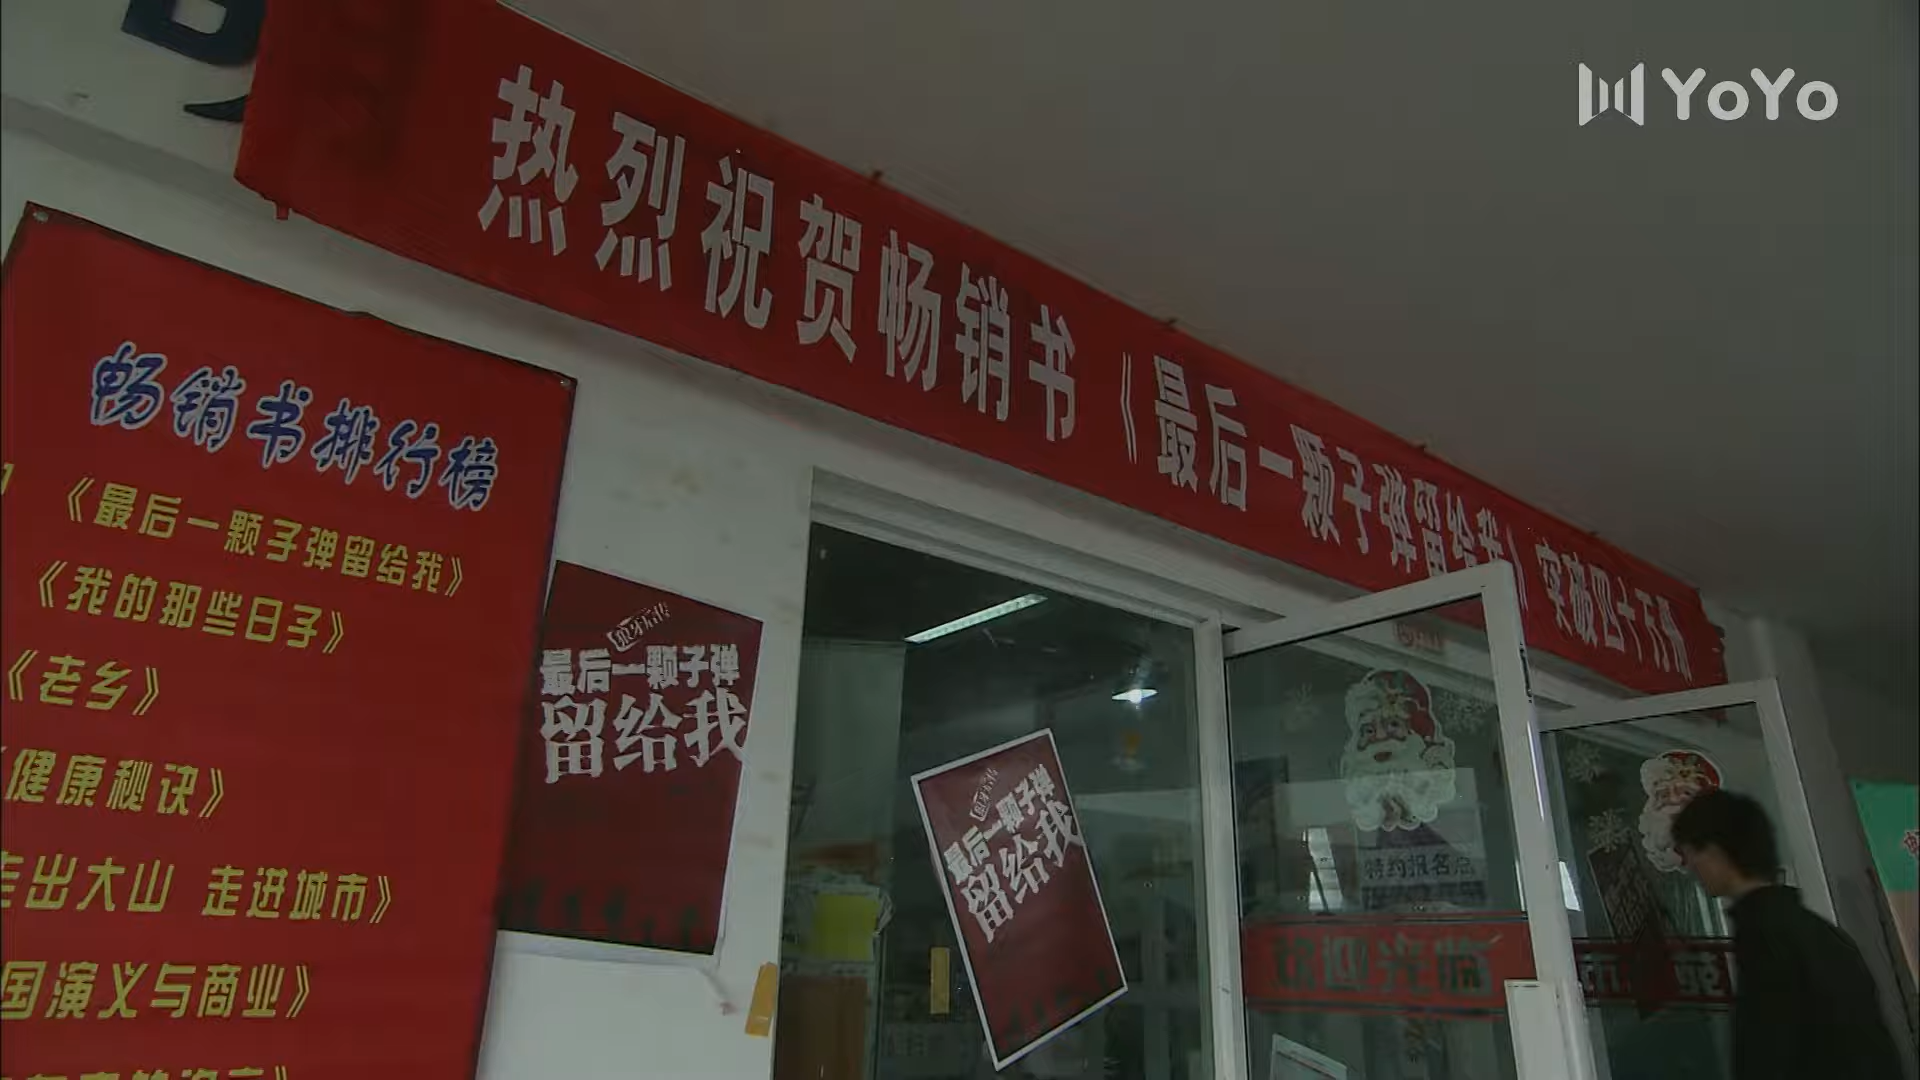 YoYo
热烈祝贺畅销书《最后一颗子弹留给我》突破四十万册
畅销书排行榜
《最后一颗子弹留给我》
《我的那些日子》
《老乡》
《健康秘诀》
走出大山 走进城市》
国演义与商业》
最后一颗子弹
留给我
最后一颗子弹
留给我
特约报名点
欢迎光临